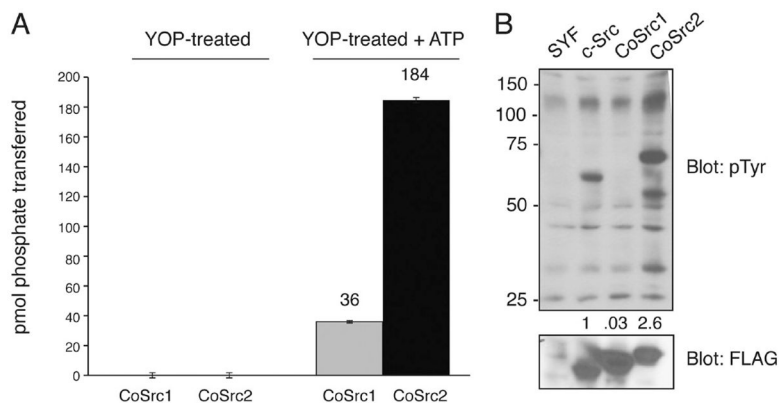 A
YOP-treated
YOP-treated + ATP
pmol phosphate transferred
200
180
160
140
120
100
80
60
40
20
0
36
184
CoSrc1
CoSrc2
CoSrc1
CoSrc2
B
SYF
c-Src
CoSrc1
CoSrc2
150
100
75
50
25
Blot: pTyr
1 .03 2.6
Blot: FLAG